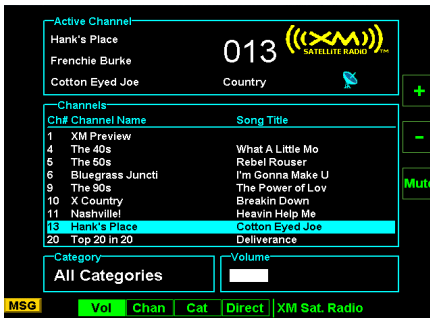 Active Channel
Hank's Place
Frenchie Burke
Cotton Eyed Joe
013
Country
((XM))
SATELLITE RADIO TM
+
-
Mute
Channels
Ch# Channel Name Song Title
1 XM Preview
4 The 40s What A Little Mo
5 The 50s Rebel Rouser
6 Bluegrass Juncti I'm Gonna Make U
9 The 90s The Power of Lov
10 X Country Breakin Down
11 Nashville! Heavin Help Me
13 Hank's Place Cotton Eyed Joe
20 Top 20 in 20 Deliverance
Category
All Categories
Volume
MSG Vol Chan Cat Direct XM Sat. Radio